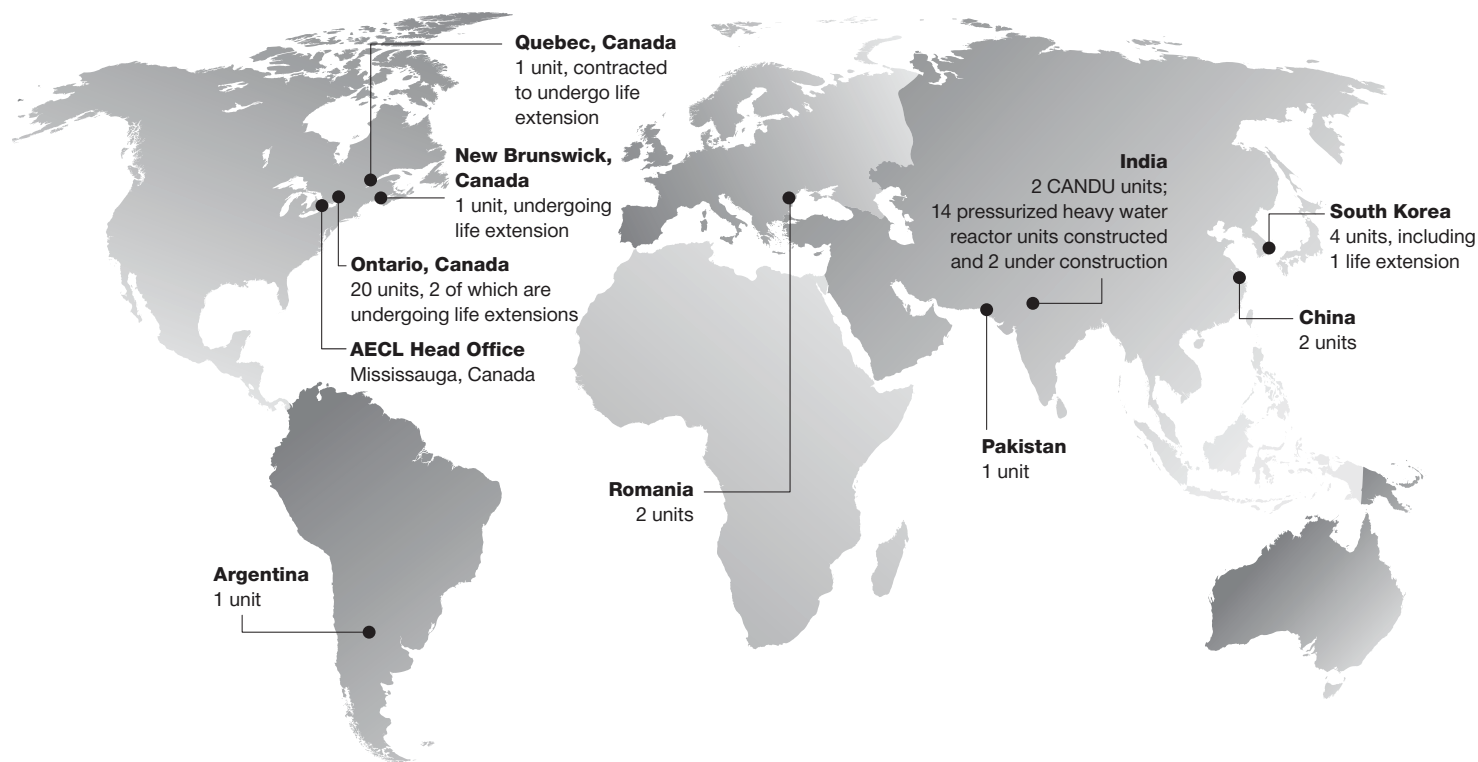 Quebec, Canada
1 unit, contracted
to undergo life
extension
New Brunswick,
Canada
1 unit, undergoing
life extension
Ontario, Canada
20 units, 2 of which are
undergoing life extensions
AECL Head Office
Mississauga, Canada
Argentina
1 unit
Romania
2 units
India
2 CANDU units;
14 pressurized heavy water
reactor units constructed
and 2 under construction
Pakistan
1 unit
South Korea
4 units, including
1 life extension
China
2 units